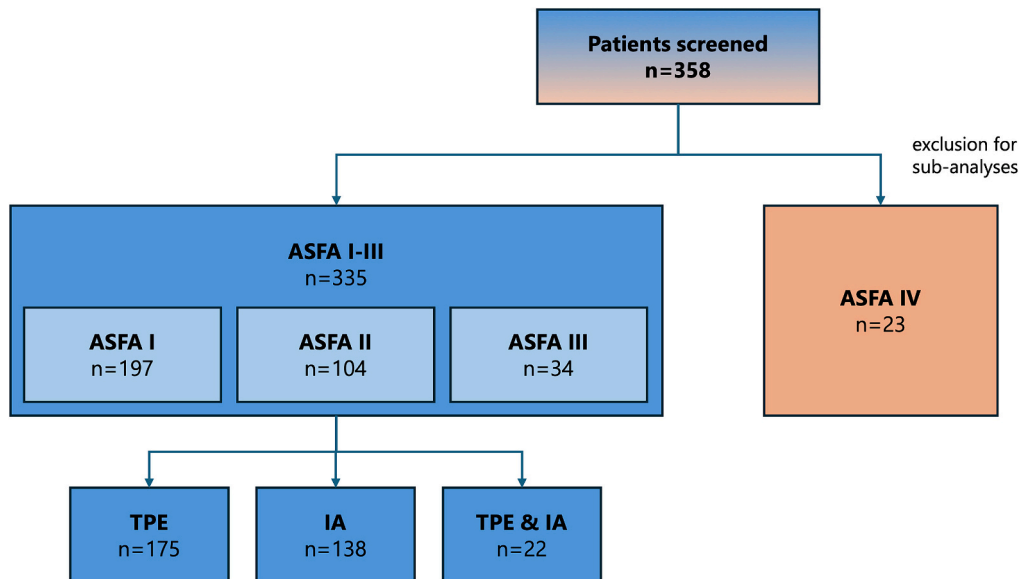 Patients screened
n=358
exclusion for
sub-analyses
ASFA I-III
n=335
ASFA I
n=197
ASFA II
n=104
ASFA III
n=34
ASFA IV
n=23
TPE
n=175
IA
n=138
TPE & IA
n=22